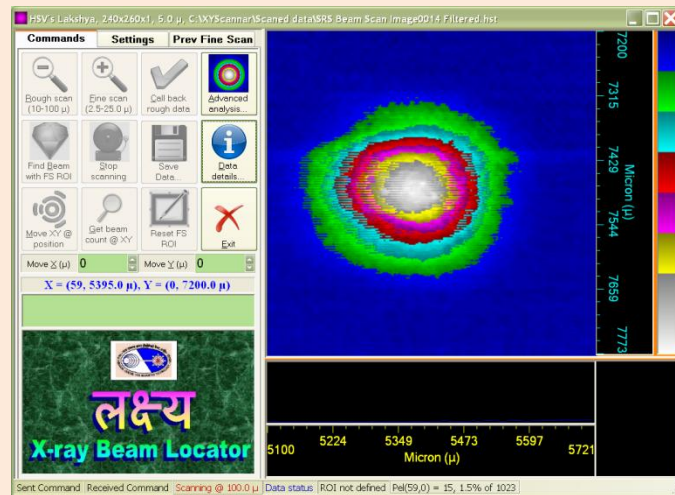 HSV's Lakshya, 240x260x1, 5.0 µ, C:\XYScannar\Scaned data\SRS Beam Scan Image0014 Filtered.hst
Commands Settings Prev Fine Scan
Rough scan (10-100 µ)
Fine scan (2.5-25.0 µ)
Call back rough data
Advanced analysis...
Find Beam with FS ROI
Stop scanning
Save Data...
Data details...
Move XY @ position
Get beam count @ XY
Reset FS ROI
Exit
Move X (µ) 0 Move Y (µ) 0
X = (59, 5395.0 µ), Y = (0, 7200.0 µ)
लक्ष्य
X-ray Beam Locator
7200
7315
7429
7544
7659
7773
Micron (µ)
5100 5224 5349 5473 5597 5721
Micron (µ)
Sent Command Received Command Scanning @ 100.0 µ Data status ROI not defined Pel(59,0) = 15, 1.5% of 1023